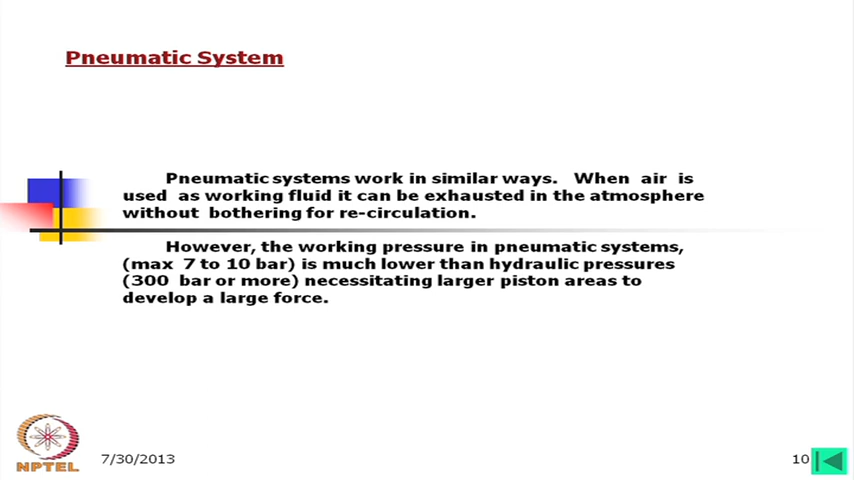 Pneumatic System
Pneumatic systems work in similar ways. When air is
used as working fluid it can be exhausted in the atmosphere
without bothering for re-circulation.
However, the working pressure in pneumatic systems,
(max 7 to 10 bar) is much lower than hydraulic pressures
(300 bar or more) necessitating larger piston areas to
develop a large force.
NPTEL
7/30/2013
10